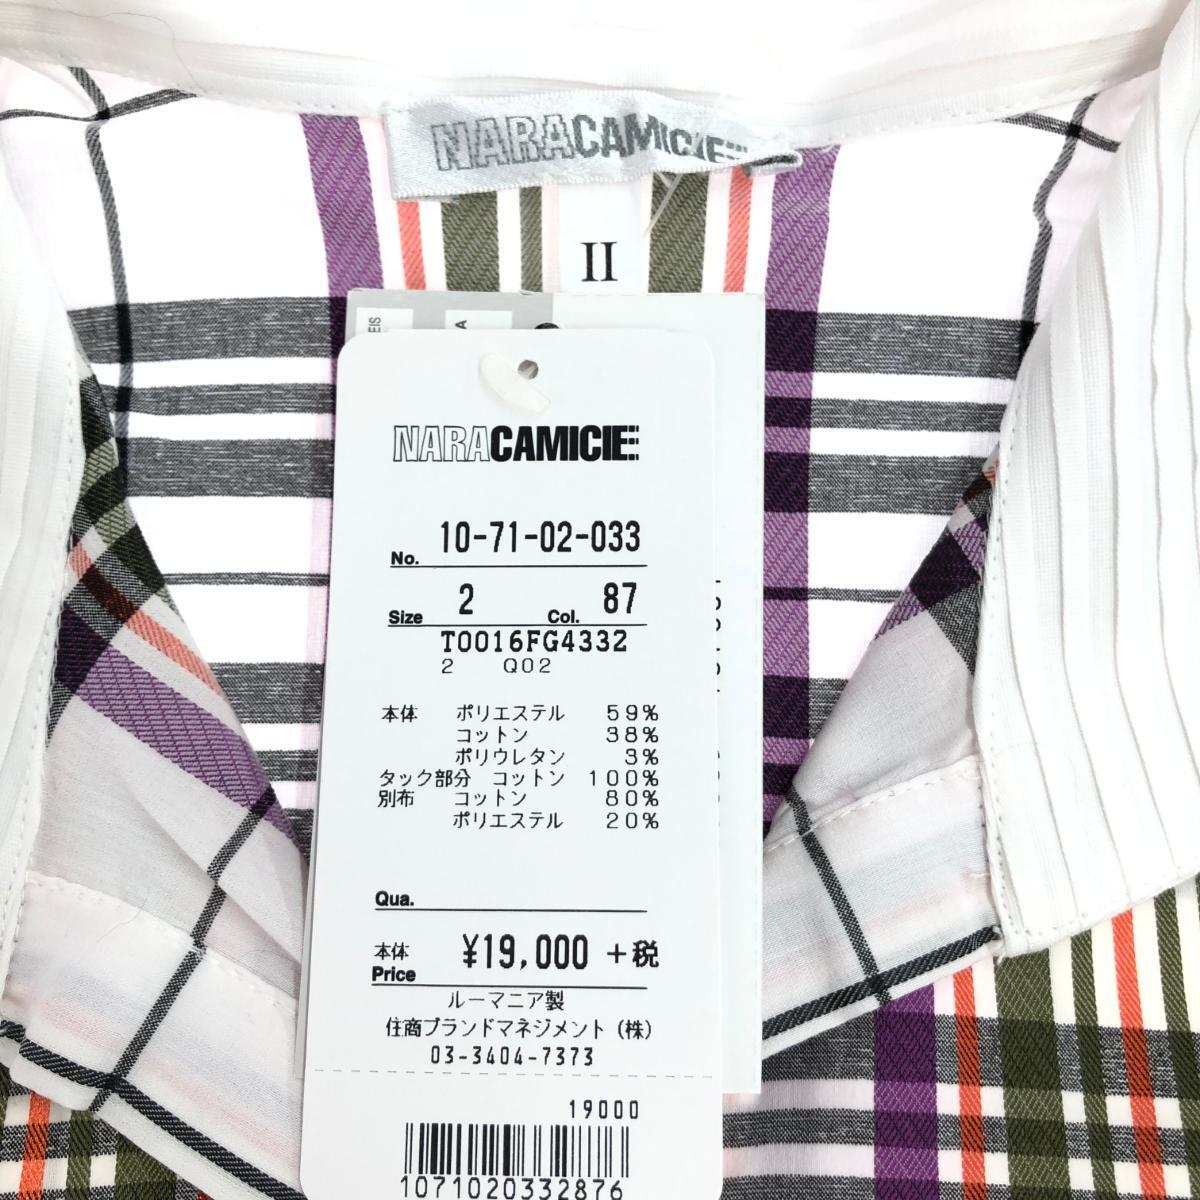 NARACAMICIE
II
EIS
A
NARACAMICIE
No. 10-71-02-033
Size 2 Col. 87
T0016FG4332
2 Q02
本体 ポリエステル 59%
コットン 38%
ポリウレタン 3%
タック部分 コットン 100%
別布 コットン 80%
ポリエステル 20%
Qua.
本体 Price ¥19,000 +税
ルーマニア製
住商ブランドマネジメント(株)
03-3404-7373
19000
1071020332876